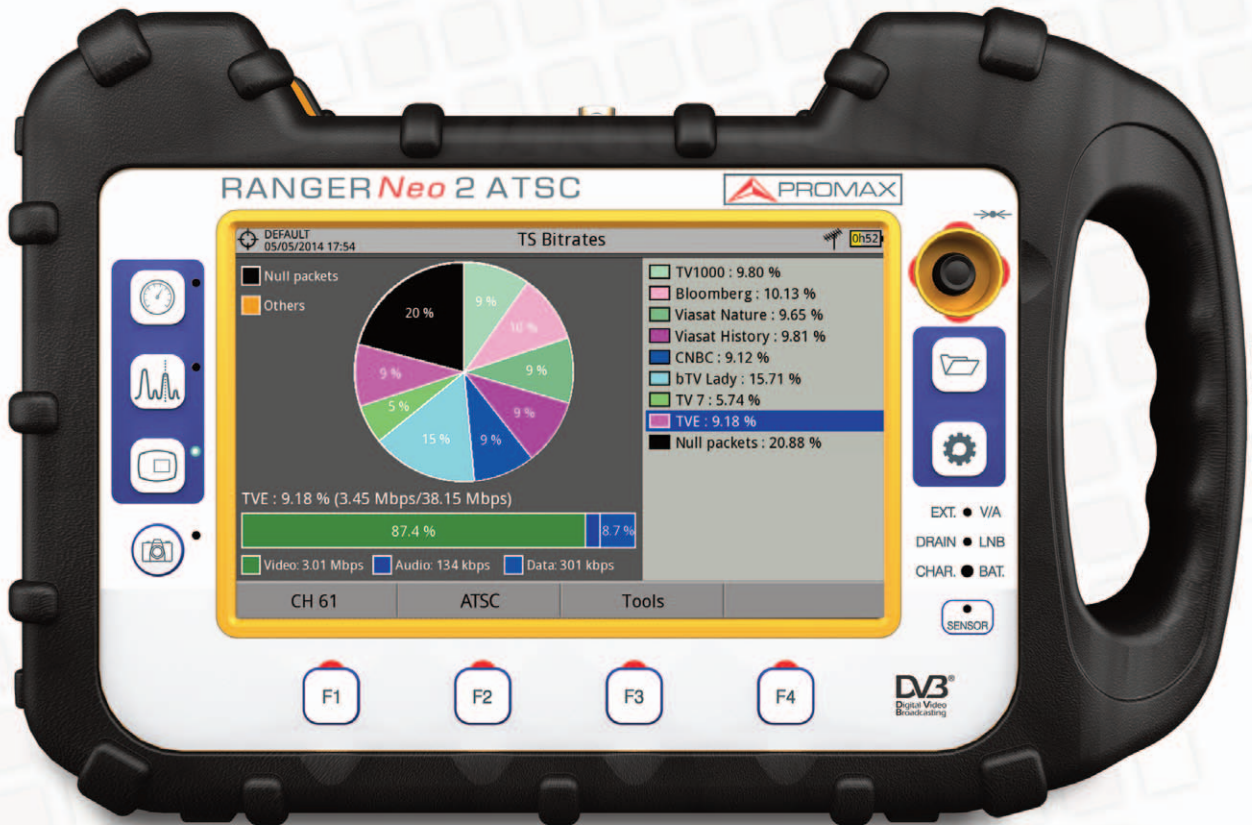 RANGER Neo 2 ATSC
PROMAX
DEFAULT
05/05/2014 17:54
TS Bitrates
0h52
Null packets
Others
9 %
10 %
9 %
9 %
9 %
15 %
5 %
9 %
20 %
TV1000 : 9.80 %
Bloomberg : 10.13 %
Viasat Nature : 9.65 %
Viasat History : 9.81 %
CNBC : 9.12 %
bTV Lady : 15.71 %
TV 7 : 5.74 %
TVE : 9.18 %
Null packets : 20.88 %
TVE : 9.18 % (3.45 Mbps/38.15 Mbps)
87.4 %
8.7 %
Video: 3.01 Mbps
Audio: 134 kbps
Data: 301 kbps
CH 61
ATSC
Tools
EXT. V/A
DRAIN LNB
CHAR. BAT.
SENSOR
F1
F2
F3
F4
DVB®
Digital Video
Broadcasting